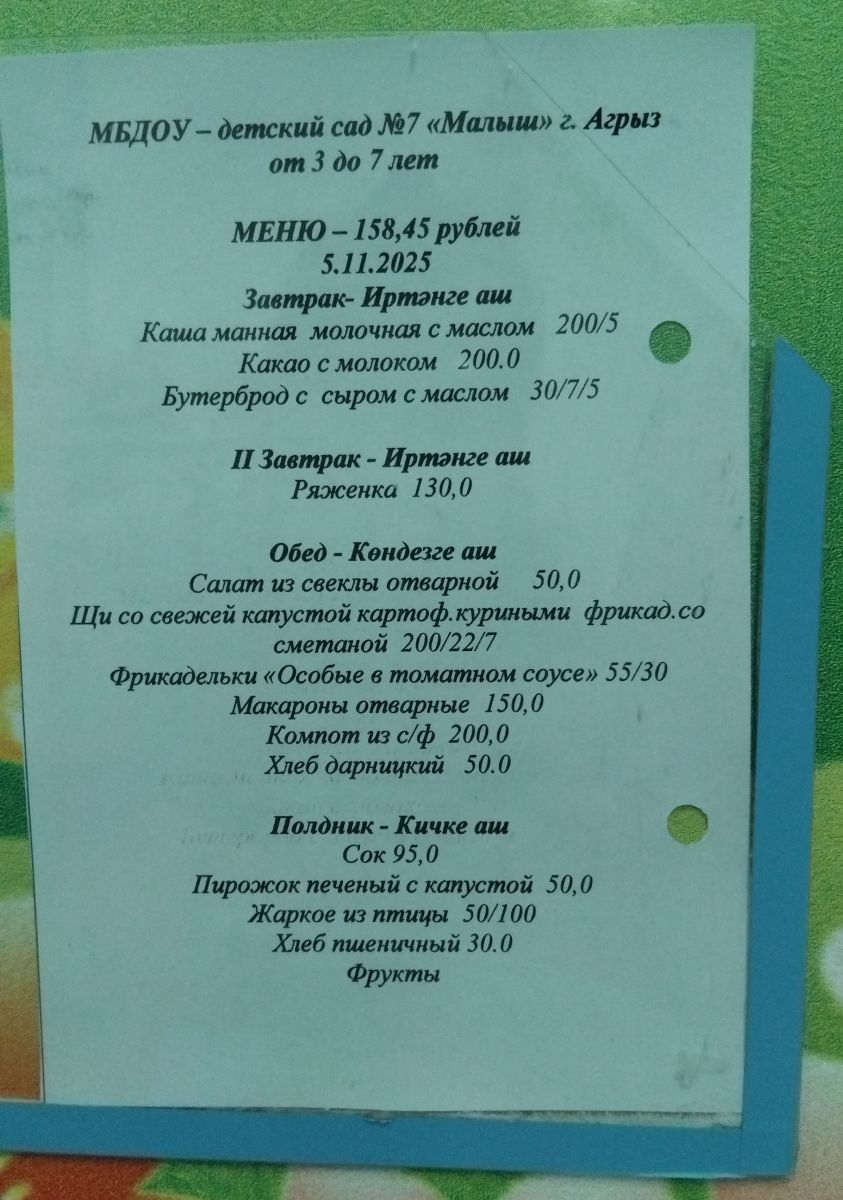 МБДОУ – детский сад №7 «Малыш» г. Агрыз
от 3 до 7 лет
МЕНЮ – 158,45 рублей
5.11.2025
Завтрак- Иртәнге аш
Каша манная молочная с маслом 200/5
Какао с молоком 200.0
Бутерброд с сыром с маслом 30/7/5
II Завтрак - Иртәнге аш
Ряженка 130,0
Обед - Көндезге аш
Салат из свеклы отварной 50,0
Щи со свежей капустой картоф.куриными фрикад.со
сметаной 200/22/7
Фрикадельки «Особые в томатном соусе» 55/30
Макароны отварные 150,0
Компот из с/ф 200,0
Хлеб дарницкий 50.0
Полдник - Кичке аш
Сок 95,0
Пирожок печеный с капустой 50,0
Жаркое из птицы 50/100
Хлеб пшеничный 30.0
Фрукты